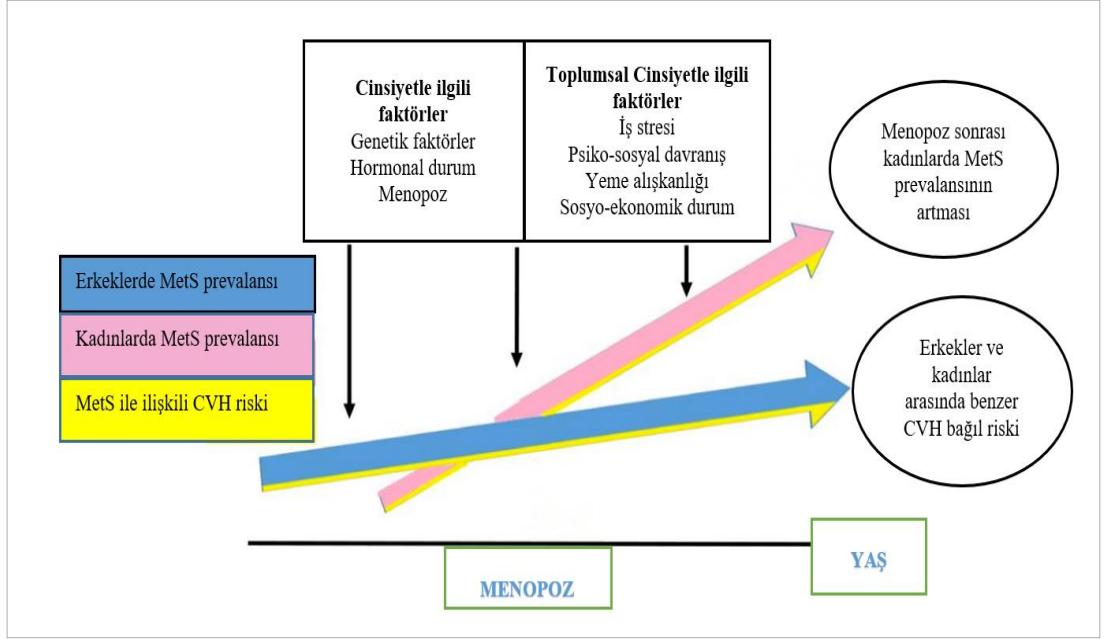 Cinsiyetle ilgili
faktörler
Genetik faktörler
Hormonal durum
Menopoz
Toplumsal Cinsiyetle ilgili
faktörler
İş stresi
Psiko-sosyal davranış
Yeme alışkanlığı
Sosyo-ekonomik durum
Menopoz sonrası
kadınlarda MetS
prevalansının
artması
Erkeklerde MetS prevalansı
Kadınlarda MetS prevalansı
MetS ile ilişkili CVH riski
Erkekler ve
kadınlar
arasında benzer
CVH bağıl riski
MENOPOZ
YAŞ